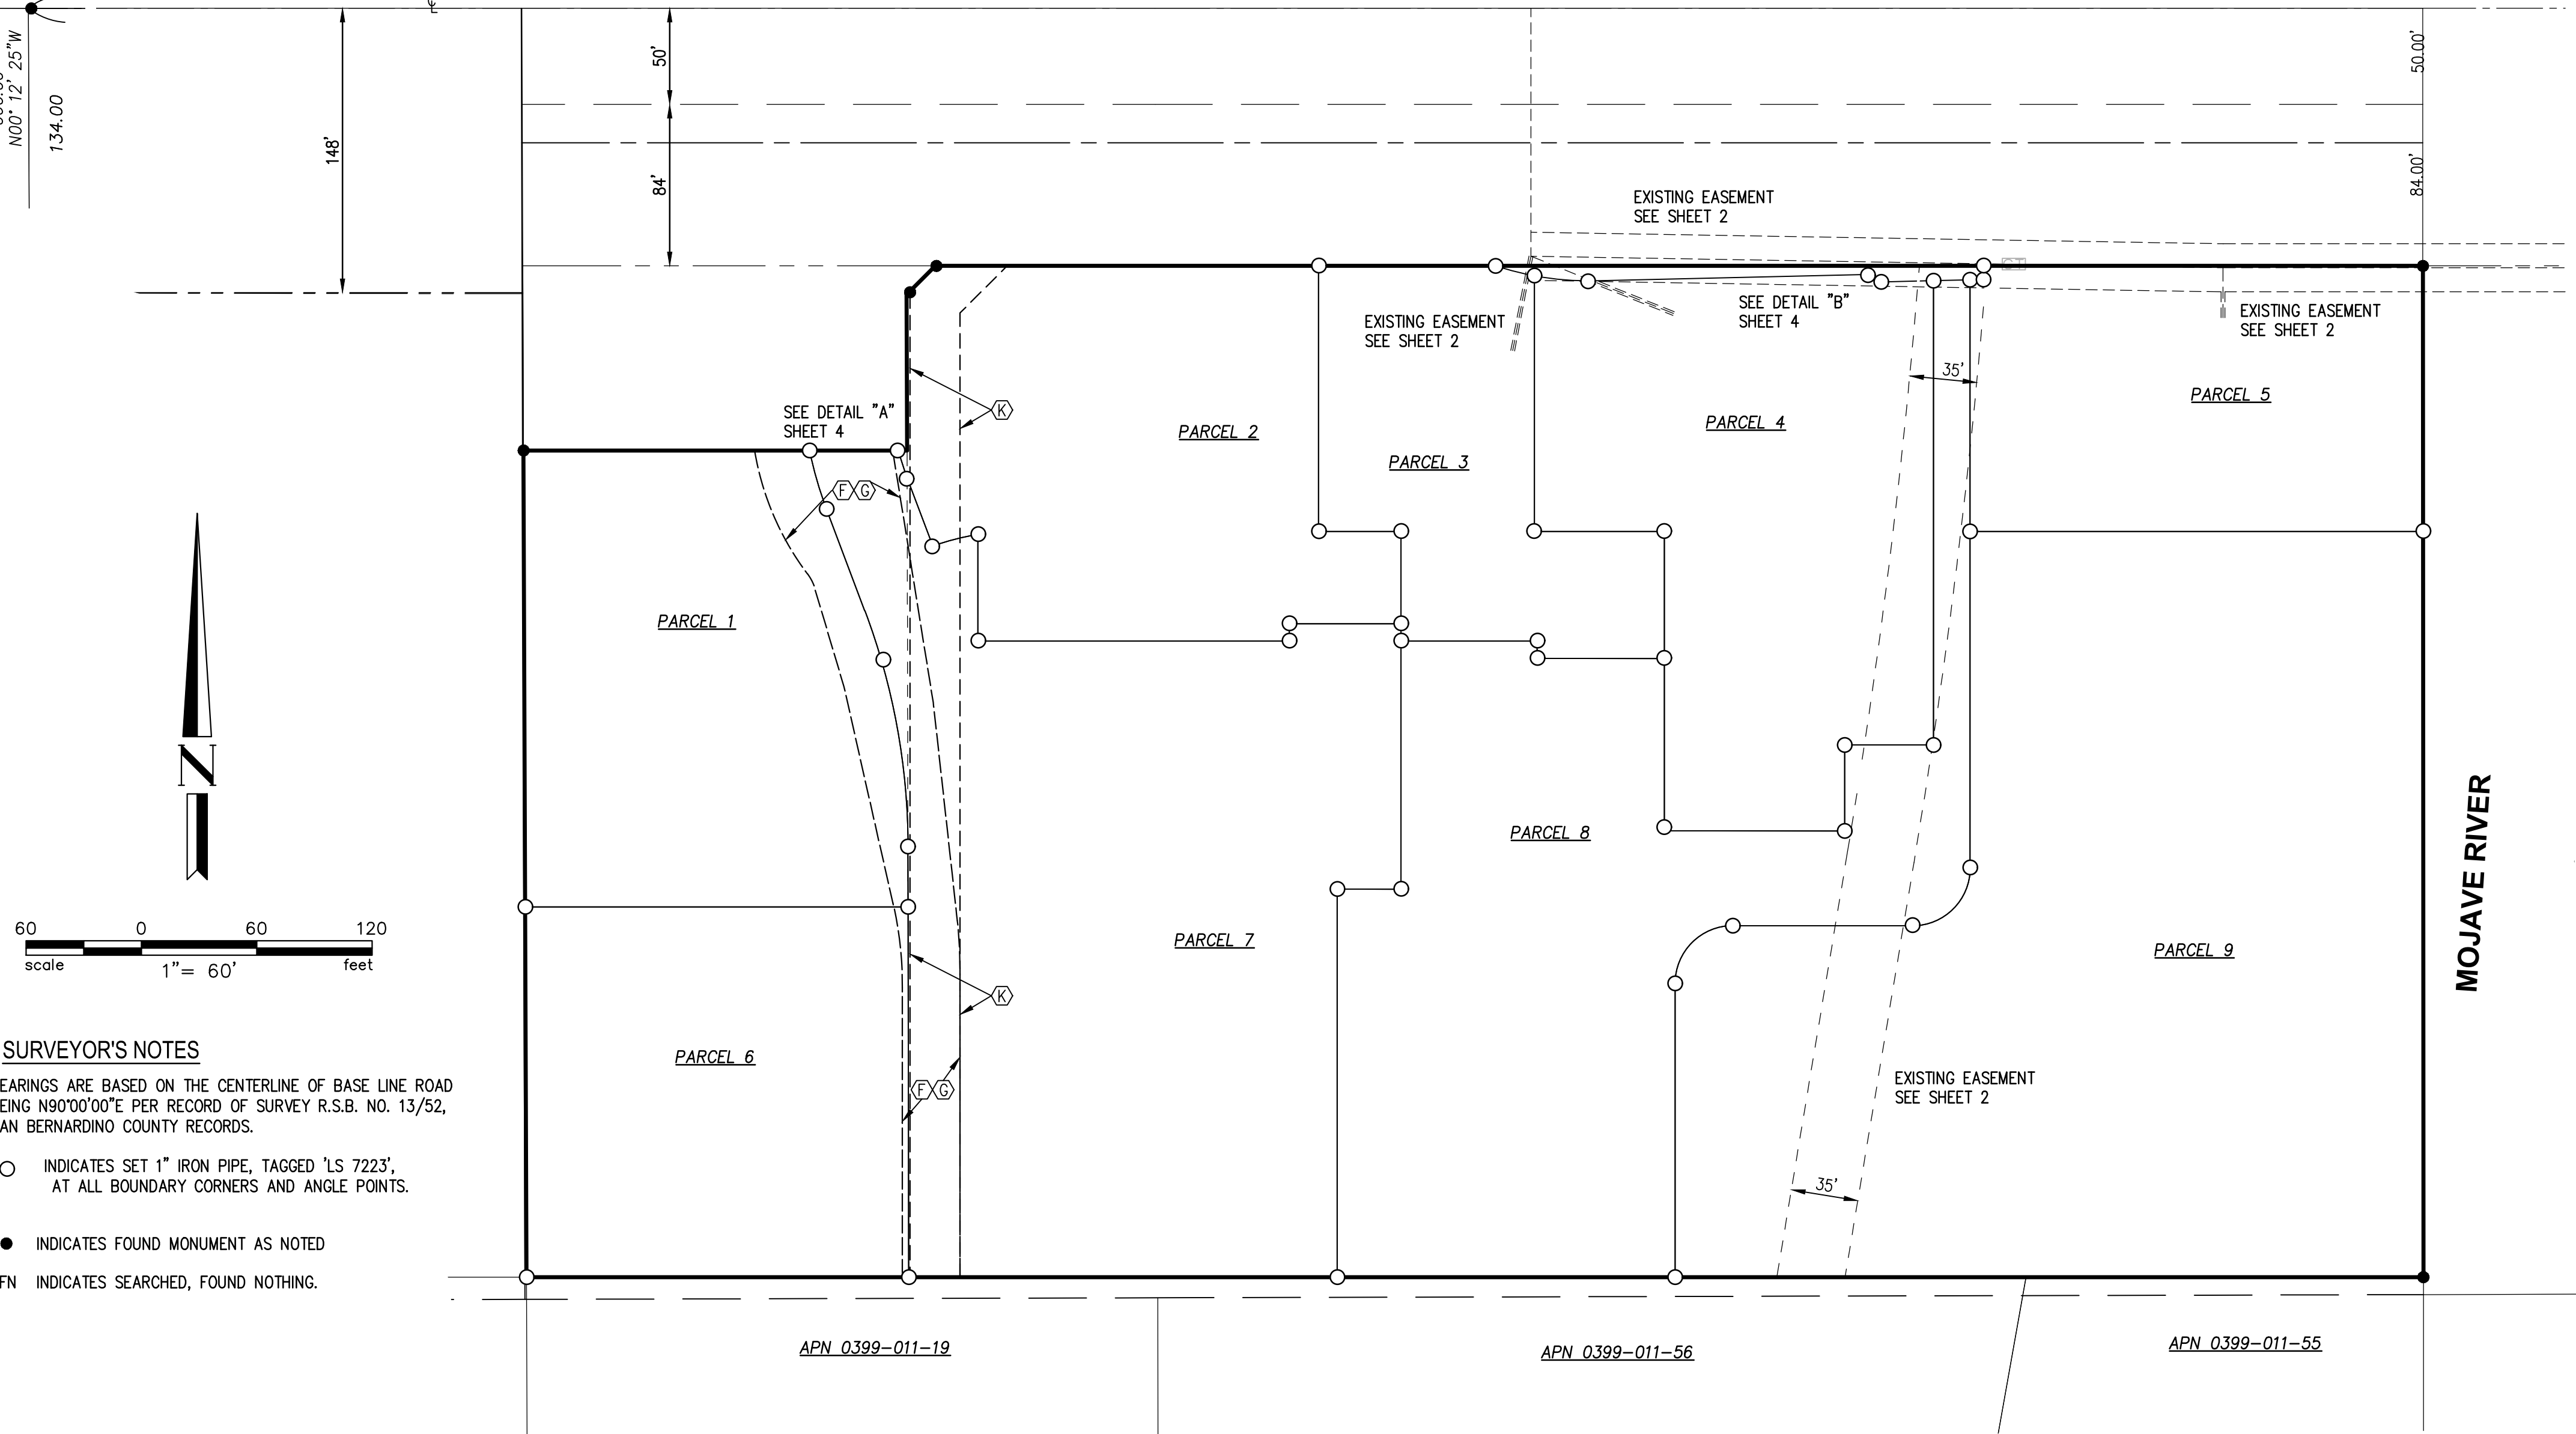 N00° 12' 25"W
134.00
148'
50'
84'
50.00'
84.00'
EXISTING EASEMENT
SEE SHEET 2
EXISTING EASEMENT
SEE SHEET 2
SEE DETAIL "B"
SHEET 4
EXISTING EASEMENT
SEE SHEET 2
35'
PARCEL 5
SEE DETAIL "A"
SHEET 4
K
PARCEL 2
PARCEL 3
PARCEL 4
F G
PARCEL 1
N
PARCEL 8
MOJAVE RIVER
PARCEL 7
PARCEL 9
60 0 60 120
scale 1"= 60' feet
K
SURVEYOR'S NOTES
EARINGS ARE BASED ON THE CENTERLINE OF BASE LINE ROAD
EING N90°00'00"E PER RECORD OF SURVEY R.S.B. NO. 13/52,
AN BERNARDINO COUNTY RECORDS.
PARCEL 6
F G
EXISTING EASEMENT
SEE SHEET 2
INDICATES SET 1" IRON PIPE, TAGGED 'LS 7223',
AT ALL BOUNDARY CORNERS AND ANGLE POINTS.
35'
INDICATES FOUND MONUMENT AS NOTED
FN INDICATES SEARCHED, FOUND NOTHING.
APN 0399-011-19
APN 0399-011-56
APN 0399-011-55